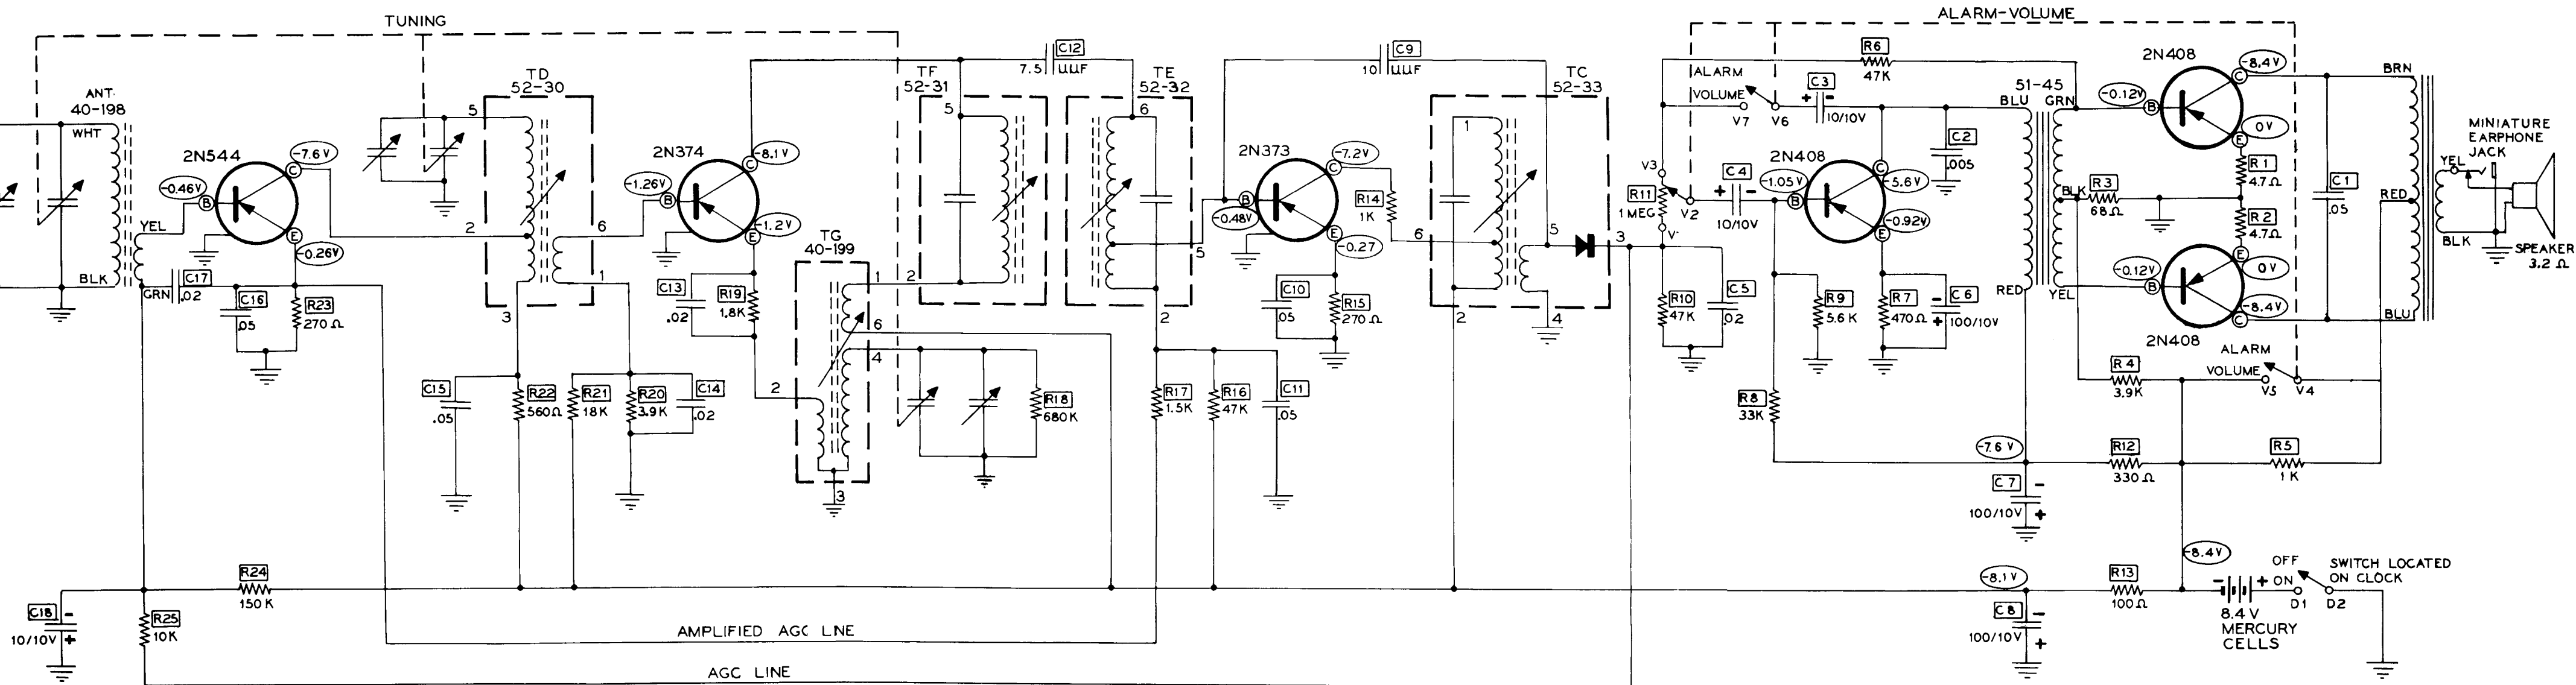 TUNING
ALARM-VOLUME
ANT.
40-198
WHT
YEL
BLK
GRN
2N544
-7.6V
C
-0.46V
B
E
-0.26V
C17
.02
C16
.05
R23
270 Ω
TD
52-30
5
2
6
1
3
2N374
-8.1V
C
-1.26V
B
E
-1.2V
C13
.02
R19
1.8K
TG
40-199
1
6
4
2
3
TF
52-31
5
2
C12
7.5 UUF
TE
52-32
6
5
2
C9
10 UUF
2N373
-7.2V
C
-0.48V
B
E
-0.27
R14
1K
C10
.05
R15
270 Ω
TC
52-33
1
5
6
3
2
4
R6
47K
ALARM
VOLUME
V7
V6
C3
+ -
10/10V
V3
R11
1 MEG
V2
V'
C4
+ -
10/10V
2N408
C
-5.6V
-1.05V
B
E
-0.92V
C2
.005
51-45
BLU
GRN
BLK
RED
YEL
R10
47K
C5
.02
R9
5.6 K
R7
470Ω
C6
-
+
100/10V
R8
33K
2N408
-8.4V
C
-0.12V
B
E
0V
R1
4.7Ω
R3
68Ω
R2
4.7Ω
-0.12V
B
E
0V
-8.4V
C
2N408
C1
.05
BRN
RED
BLU
YEL
BLK
MINIATURE
EARPHONE
JACK
SPEAKER
3.2 Ω
ALARM
VOLUME
V5
V4
R4
3.9K
-7.6 V
R12
330Ω
R5
1 K
C7
-
100/10V
+
C15
.05
R22
560Ω
R21
18K
R20
3.9K
C14
.02
R18
680K
R17
1.5K
R16
47K
C11
.05
R24
150 K
C18
-
10/10V
+
R25
10K
AMPLIFIED AGC LINE
AGC LINE
-8.1V
C8
-
100/10V
+
R13
100Ω
-8.4V
-
+
8.4 V
MERCURY
CELLS
OFF
ON
D1
D2
SWITCH LOCATED
ON CLOCK